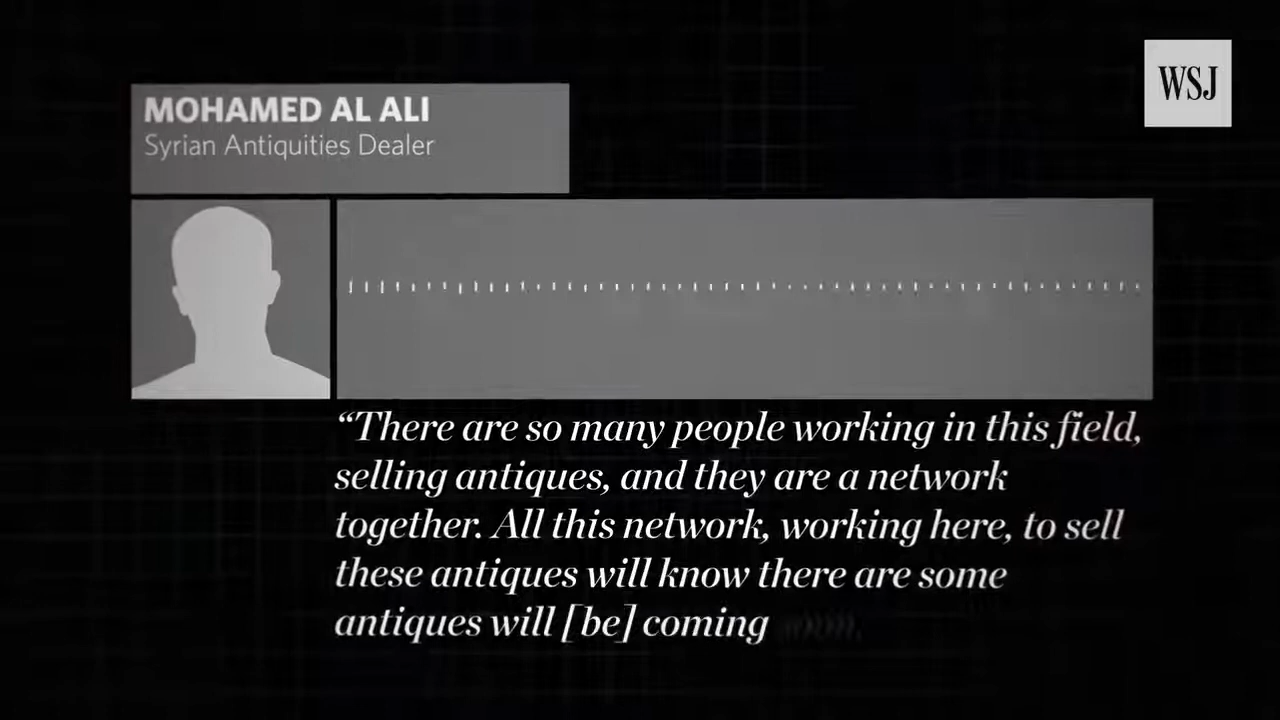 WSJ
MOHAMED AL ALI
Syrian Antiquities Dealer
“There are so many people working in this field,
selling antiques, and they are a network
together. All this network, working here, to sell
these antiques will know there are some
antiques will [be] coming